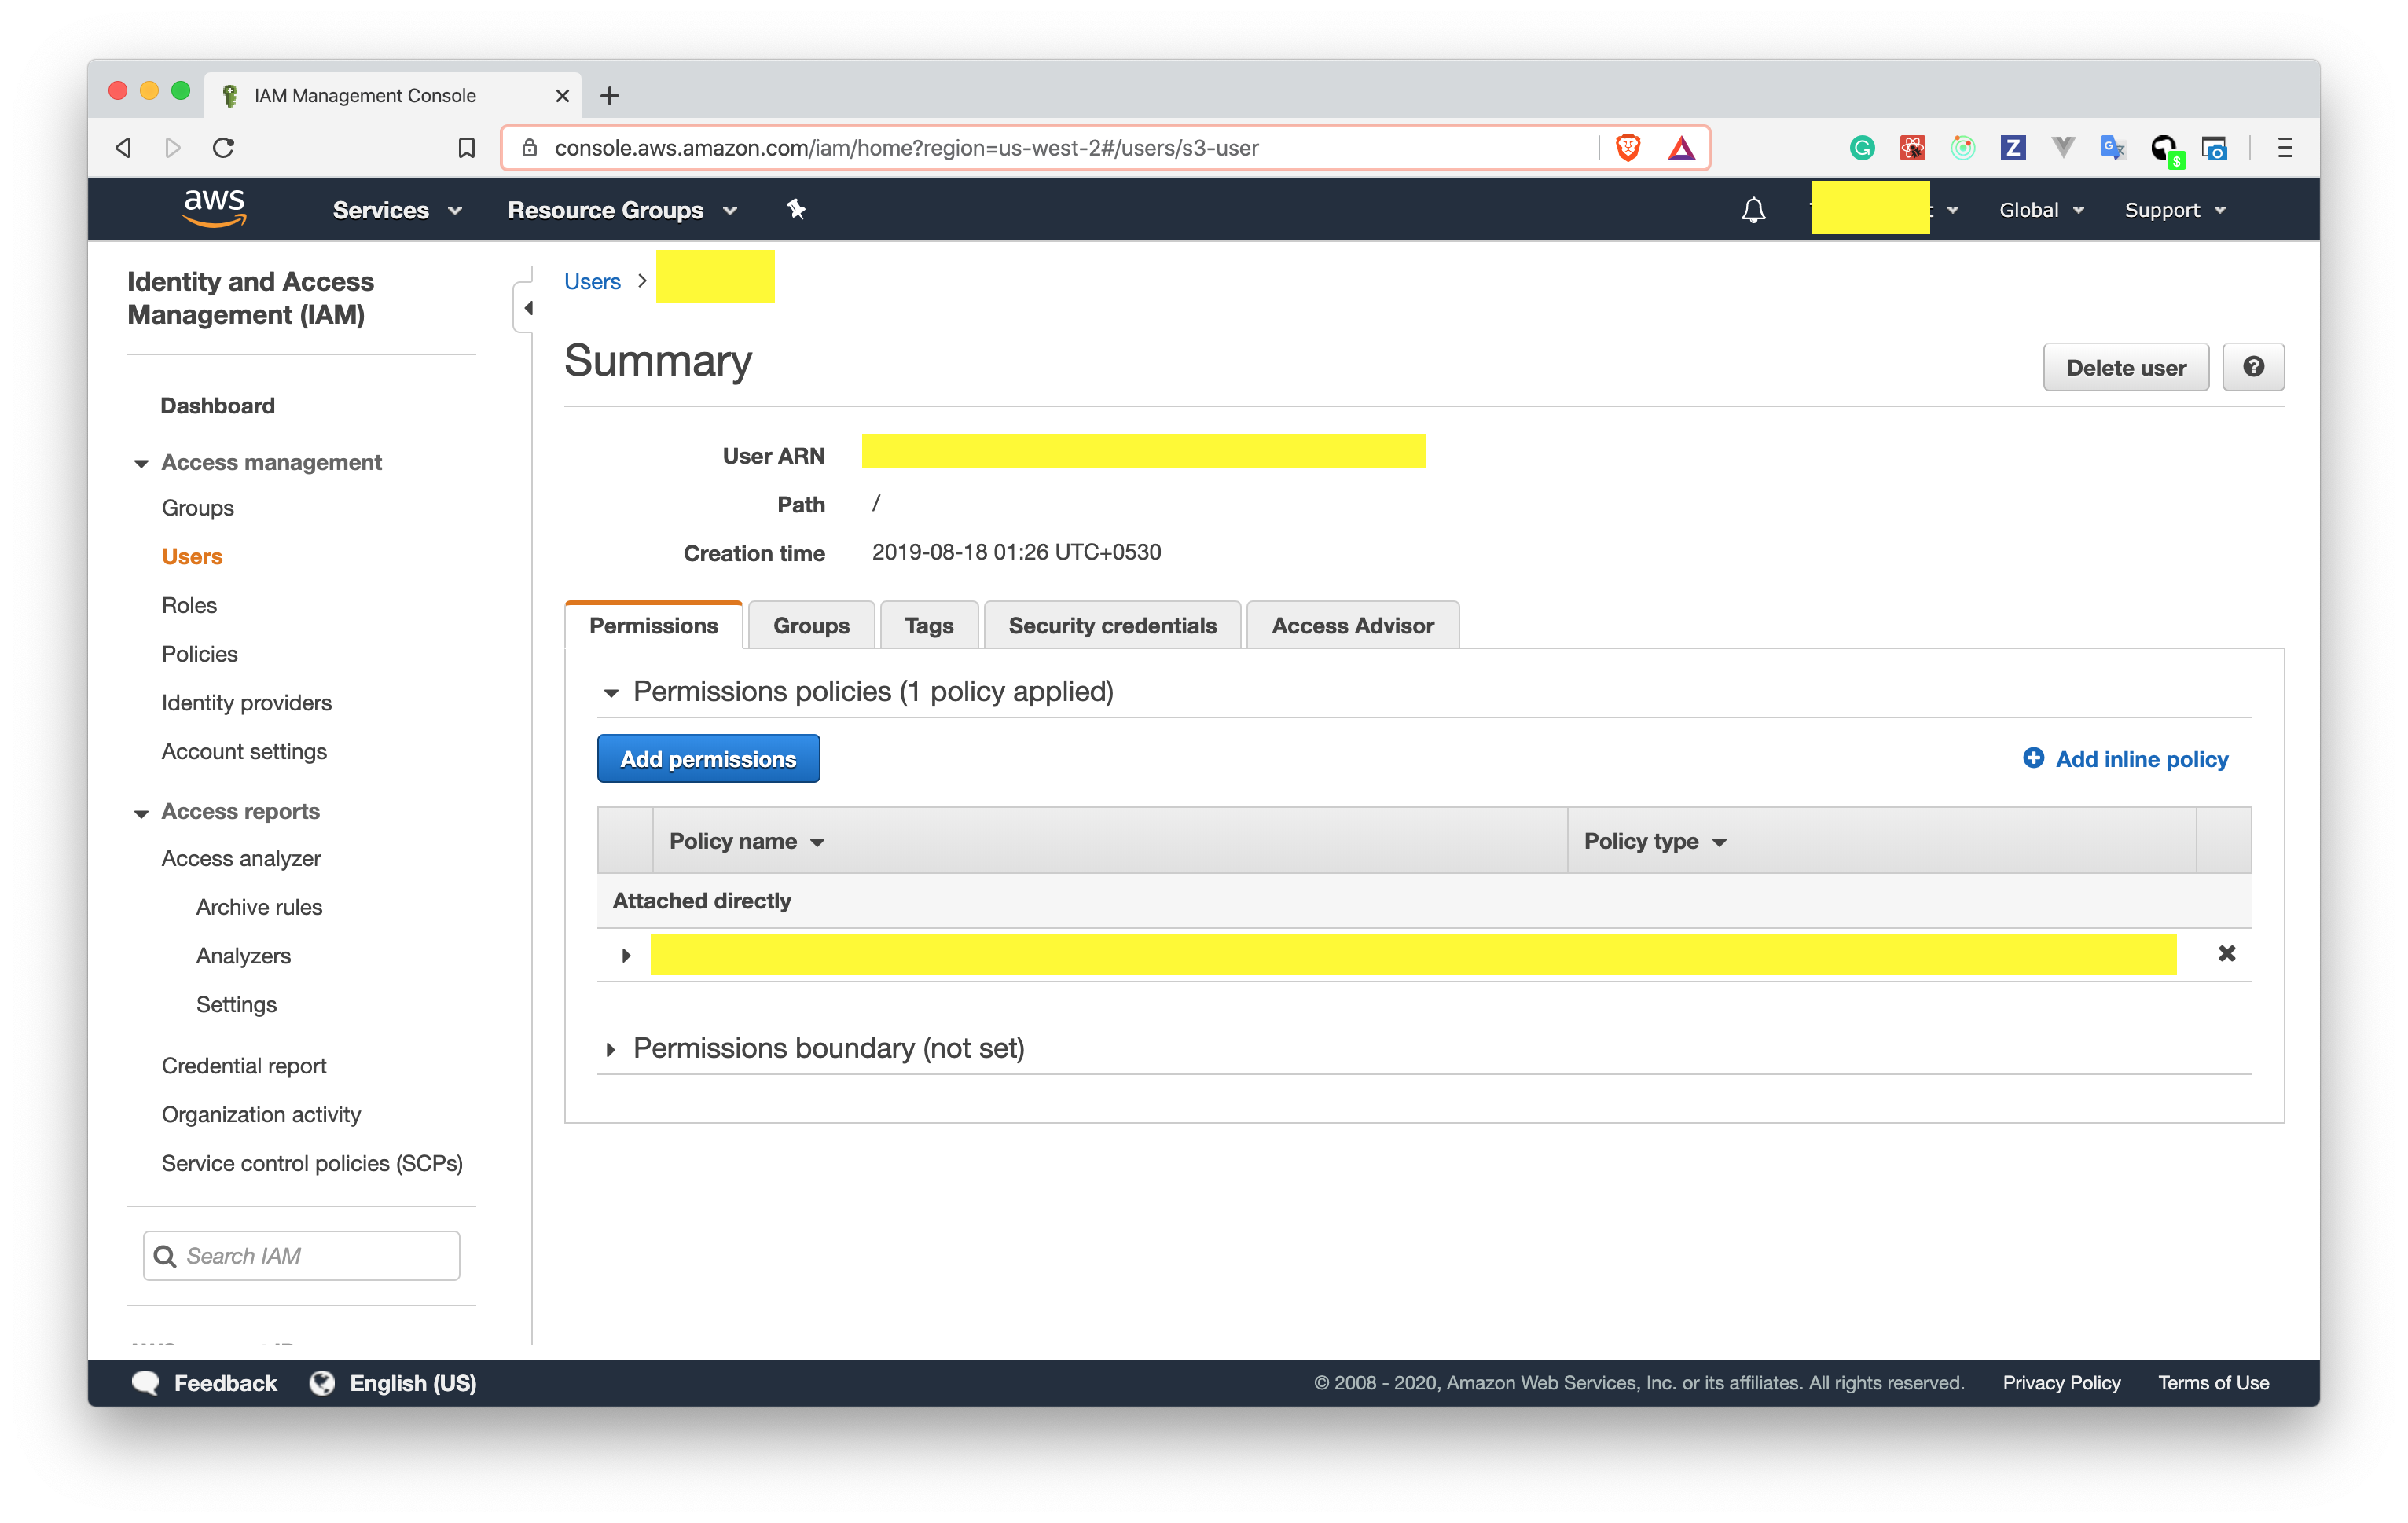 IAM Management Console
console.aws.amazon.com/iam/home?region=us-west-2#/users/s3-user
aws
Services
Resource Groups
Global
Support
Identity and Access
Management (IAM)
Dashboard
Access management
Groups
Users
Roles
Policies
Identity providers
Account settings
Access reports
Access analyzer
Archive rules
Analyzers
Settings
Credential report
Organization activity
Service control policies (SCPs)
Search IAM
Users >
Summary
Delete user
User ARN
Path /
Creation time 2019-08-18 01:26 UTC+0530
Permissions
Groups
Tags
Security credentials
Access Advisor
Permissions policies (1 policy applied)
Add permissions
Add inline policy
Policy name
Policy type
Attached directly
Permissions boundary (not set)
Feedback
English (US)
© 2008 - 2020, Amazon Web Services, Inc. or its affiliates. All rights reserved.
Privacy Policy
Terms of Use